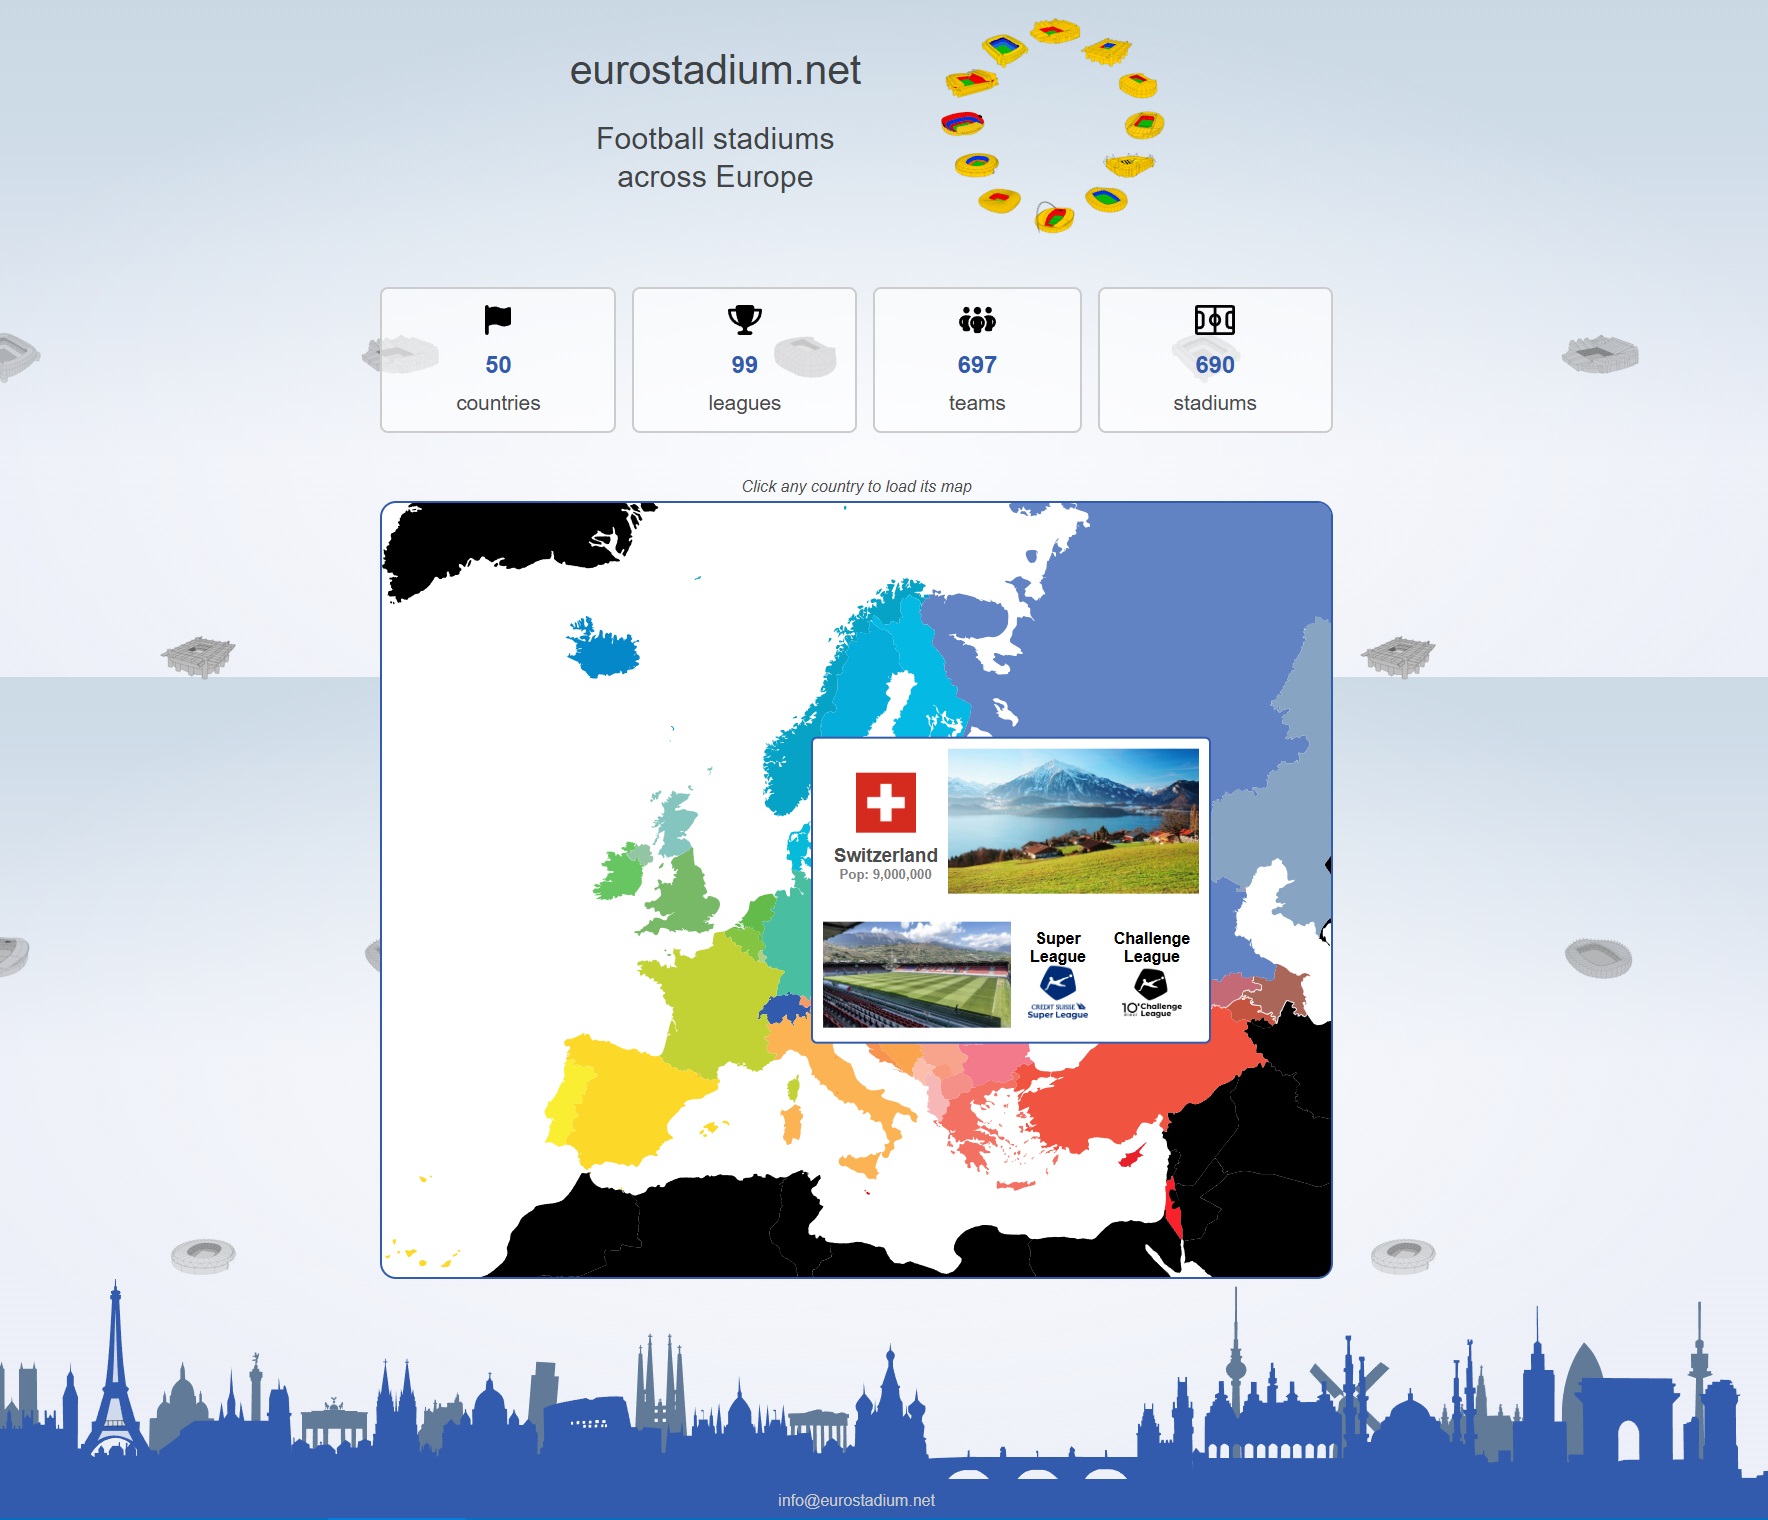 eurostadium.net
Football stadiums
across Europe
50
countries
99
leagues
697
teams
690
stadiums
Click any country to load its map
Switzerland
Pop: 9,000,000
Super
League
CREDIT SUISSE
Super League
Challenge
League
10 Challenge
League
info@eurostadium.net